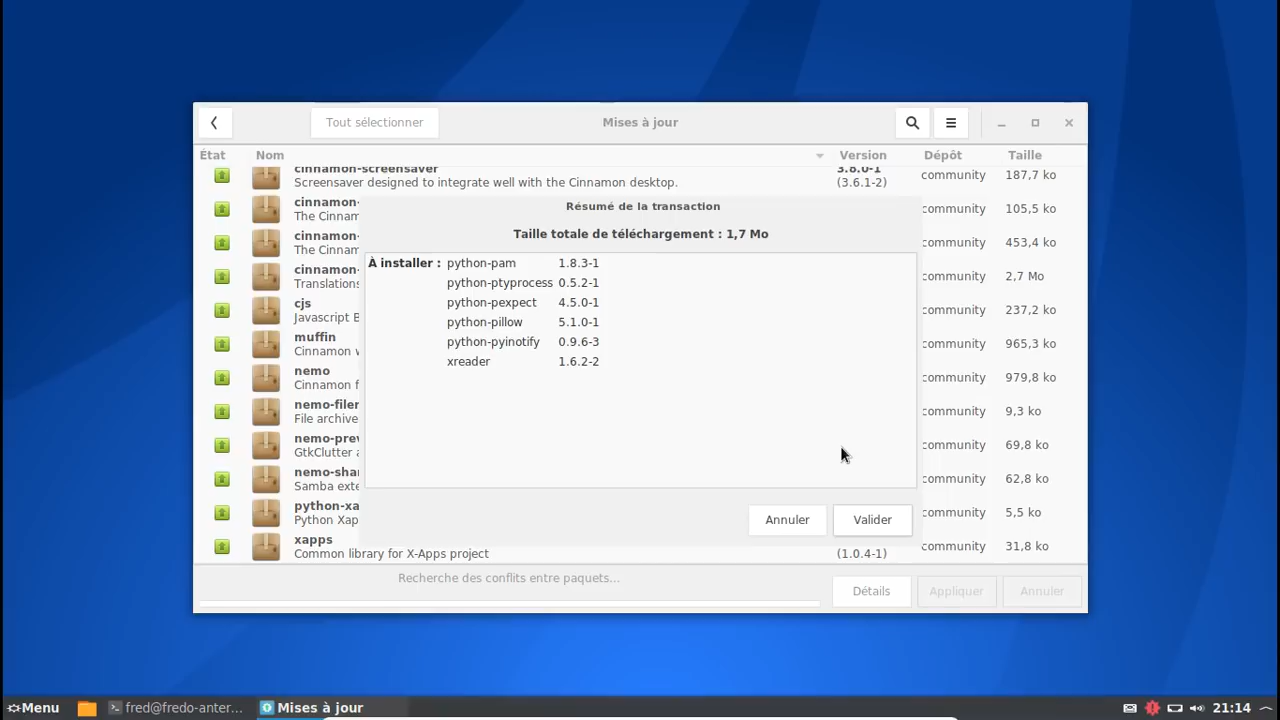 Tout sélectionner
Mises à jour
État Nom Version Dépôt Taille
cinnamon-screensaver 3.8.0-1
Screensaver designed to integrate well with the Cinnamon desktop. (3.6.1-2) community 187,7 ko
cinnamon-
The Cinnam community 105,5 ko
cinnamon-
The Cinnam community 453,4 ko
cinnamon-
Translations community 2,7 Mo
cjs
Javascript B community 237,2 ko
muffin
Cinnamon w community 965,3 ko
nemo
Cinnamon f community 979,8 ko
nemo-filer
File archive community 9,3 ko
nemo-prev
GtkClutter a community 69,8 ko
nemo-shar
Samba exte community 62,8 ko
python-xa
Python Xap community 5,5 ko
xapps
Common library for X-Apps project (1.0.4-1) community 31,8 ko
Résumé de la transaction
Taille totale de téléchargement : 1,7 Mo
À installer : python-pam 1.8.3-1
python-ptyprocess 0.5.2-1
python-pexpect 4.5.0-1
python-pillow 5.1.0-1
python-pyinotify 0.9.6-3
xreader 1.6.2-2
Annuler Valider
Recherche des conflits entre paquets...
Détails Appliquer Annuler
Menu fred@fredo-anter... Mises à jour 21:14